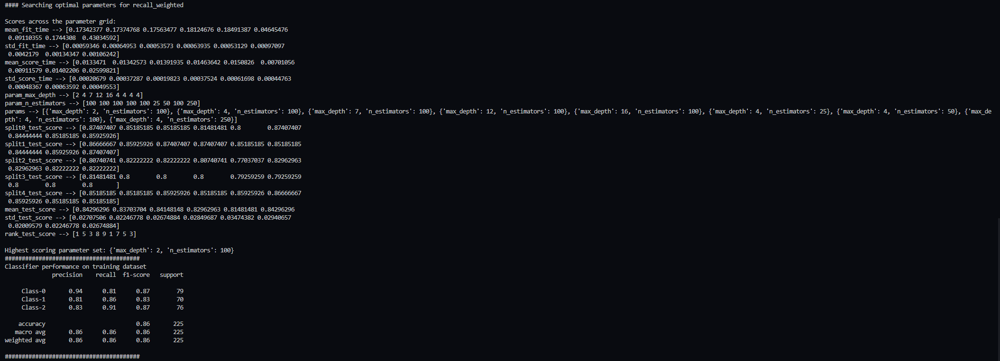 #### Searching optimal parameters for recall_weighted
Scores across the parameter grid:
mean_fit_time --> [0.17342377 0.17374768 0.17563477 0.18124676 0.18491387 0.04645476
0.09110355 0.1744308  0.43034592]
std_fit_time --> [0.00059346 0.00064953 0.00053573 0.00063935 0.00053129 0.00097097
0.0042179  0.00134347 0.00106242]
mean_score_time --> [0.0133471  0.01342573 0.01391935 0.01463642 0.0150826  0.00701056
0.00911579 0.01402206 0.02599821]
std_score_time --> [0.00020679 0.00037287 0.00019823 0.00037524 0.00061698 0.00044763
0.00048367 0.00063592 0.00049553]
param_max_depth --> [2 4 7 12 16 4 4 4 4]
param_n_estimators --> [100 100 100 100 100 25 50 100 250]
params --> [{'max_depth': 2, 'n_estimators': 100}, {'max_depth': 4, 'n_estimators': 100}, {'max_depth': 7, 'n_estimators': 100}, {'max_depth': 12, 'n_estimators': 100}, {'max_depth': 16, 'n_estimators': 100}, {'max_depth': 4, 'n_estimators': 25}, {'max_depth': 4, 'n_estimators': 50}, {'max_de
pth': 4, 'n_estimators': 100}, {'max_depth': 4, 'n_estimators': 250}]
split0_test_score --> [0.87407407 0.85185185 0.85185185 0.81481481 0.8        0.87407407
0.84444444 0.85185185 0.85925926]
split1_test_score --> [0.86666667 0.85925926 0.87407407 0.87407407 0.85185185 0.85185185
0.84444444 0.85925926 0.87407407]
split2_test_score --> [0.80740741 0.82222222 0.82222222 0.80740741 0.77037037 0.82962963
0.82962963 0.82222222 0.82222222]
split3_test_score --> [0.81481481 0.8        0.8        0.8        0.79259259 0.79259259
0.8        0.8        0.8       ]
split4_test_score --> [0.85185185 0.85185185 0.85925926 0.85185185 0.85925926 0.86666667
0.85925926 0.85185185 0.85185185]
mean_test_score --> [0.84296296 0.83703704 0.84148148 0.82962963 0.81481481 0.84296296
std_test_score --> [0.02707506 0.02246778 0.02674884 0.02849687 0.03474382 0.02940657
0.02009579 0.02246778 0.02674884]
rank_test_score --> [1 5 3 8 9 1 7 5 3]
Highest scoring parameter set: {'max_depth': 2, 'n_estimators': 100}
########################################
Classifier performance on training dataset
precision    recall  f1-score   support
Class-0       0.94      0.81      0.87        79
Class-1       0.81      0.86      0.83        70
Class-2       0.83      0.91      0.87        76
accuracy                           0.86       225
macro avg       0.86      0.86      0.86       225
weighted avg       0.86      0.86      0.86       225
########################################